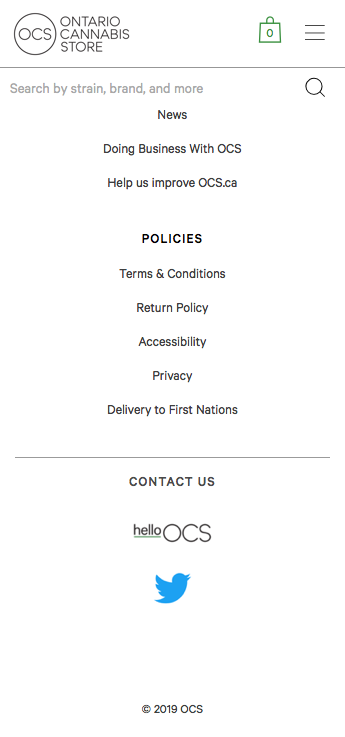 OCS
ONTARIO
CANNABIS
STORE
0
Search by strain, brand, and more
News
Doing Business With OCS
Help us improve OCS.ca
POLICIES
Terms & Conditions
Return Policy
Accessibility
Privacy
Delivery to First Nations
CONTACT US
hello OCS
© 2019 OCS